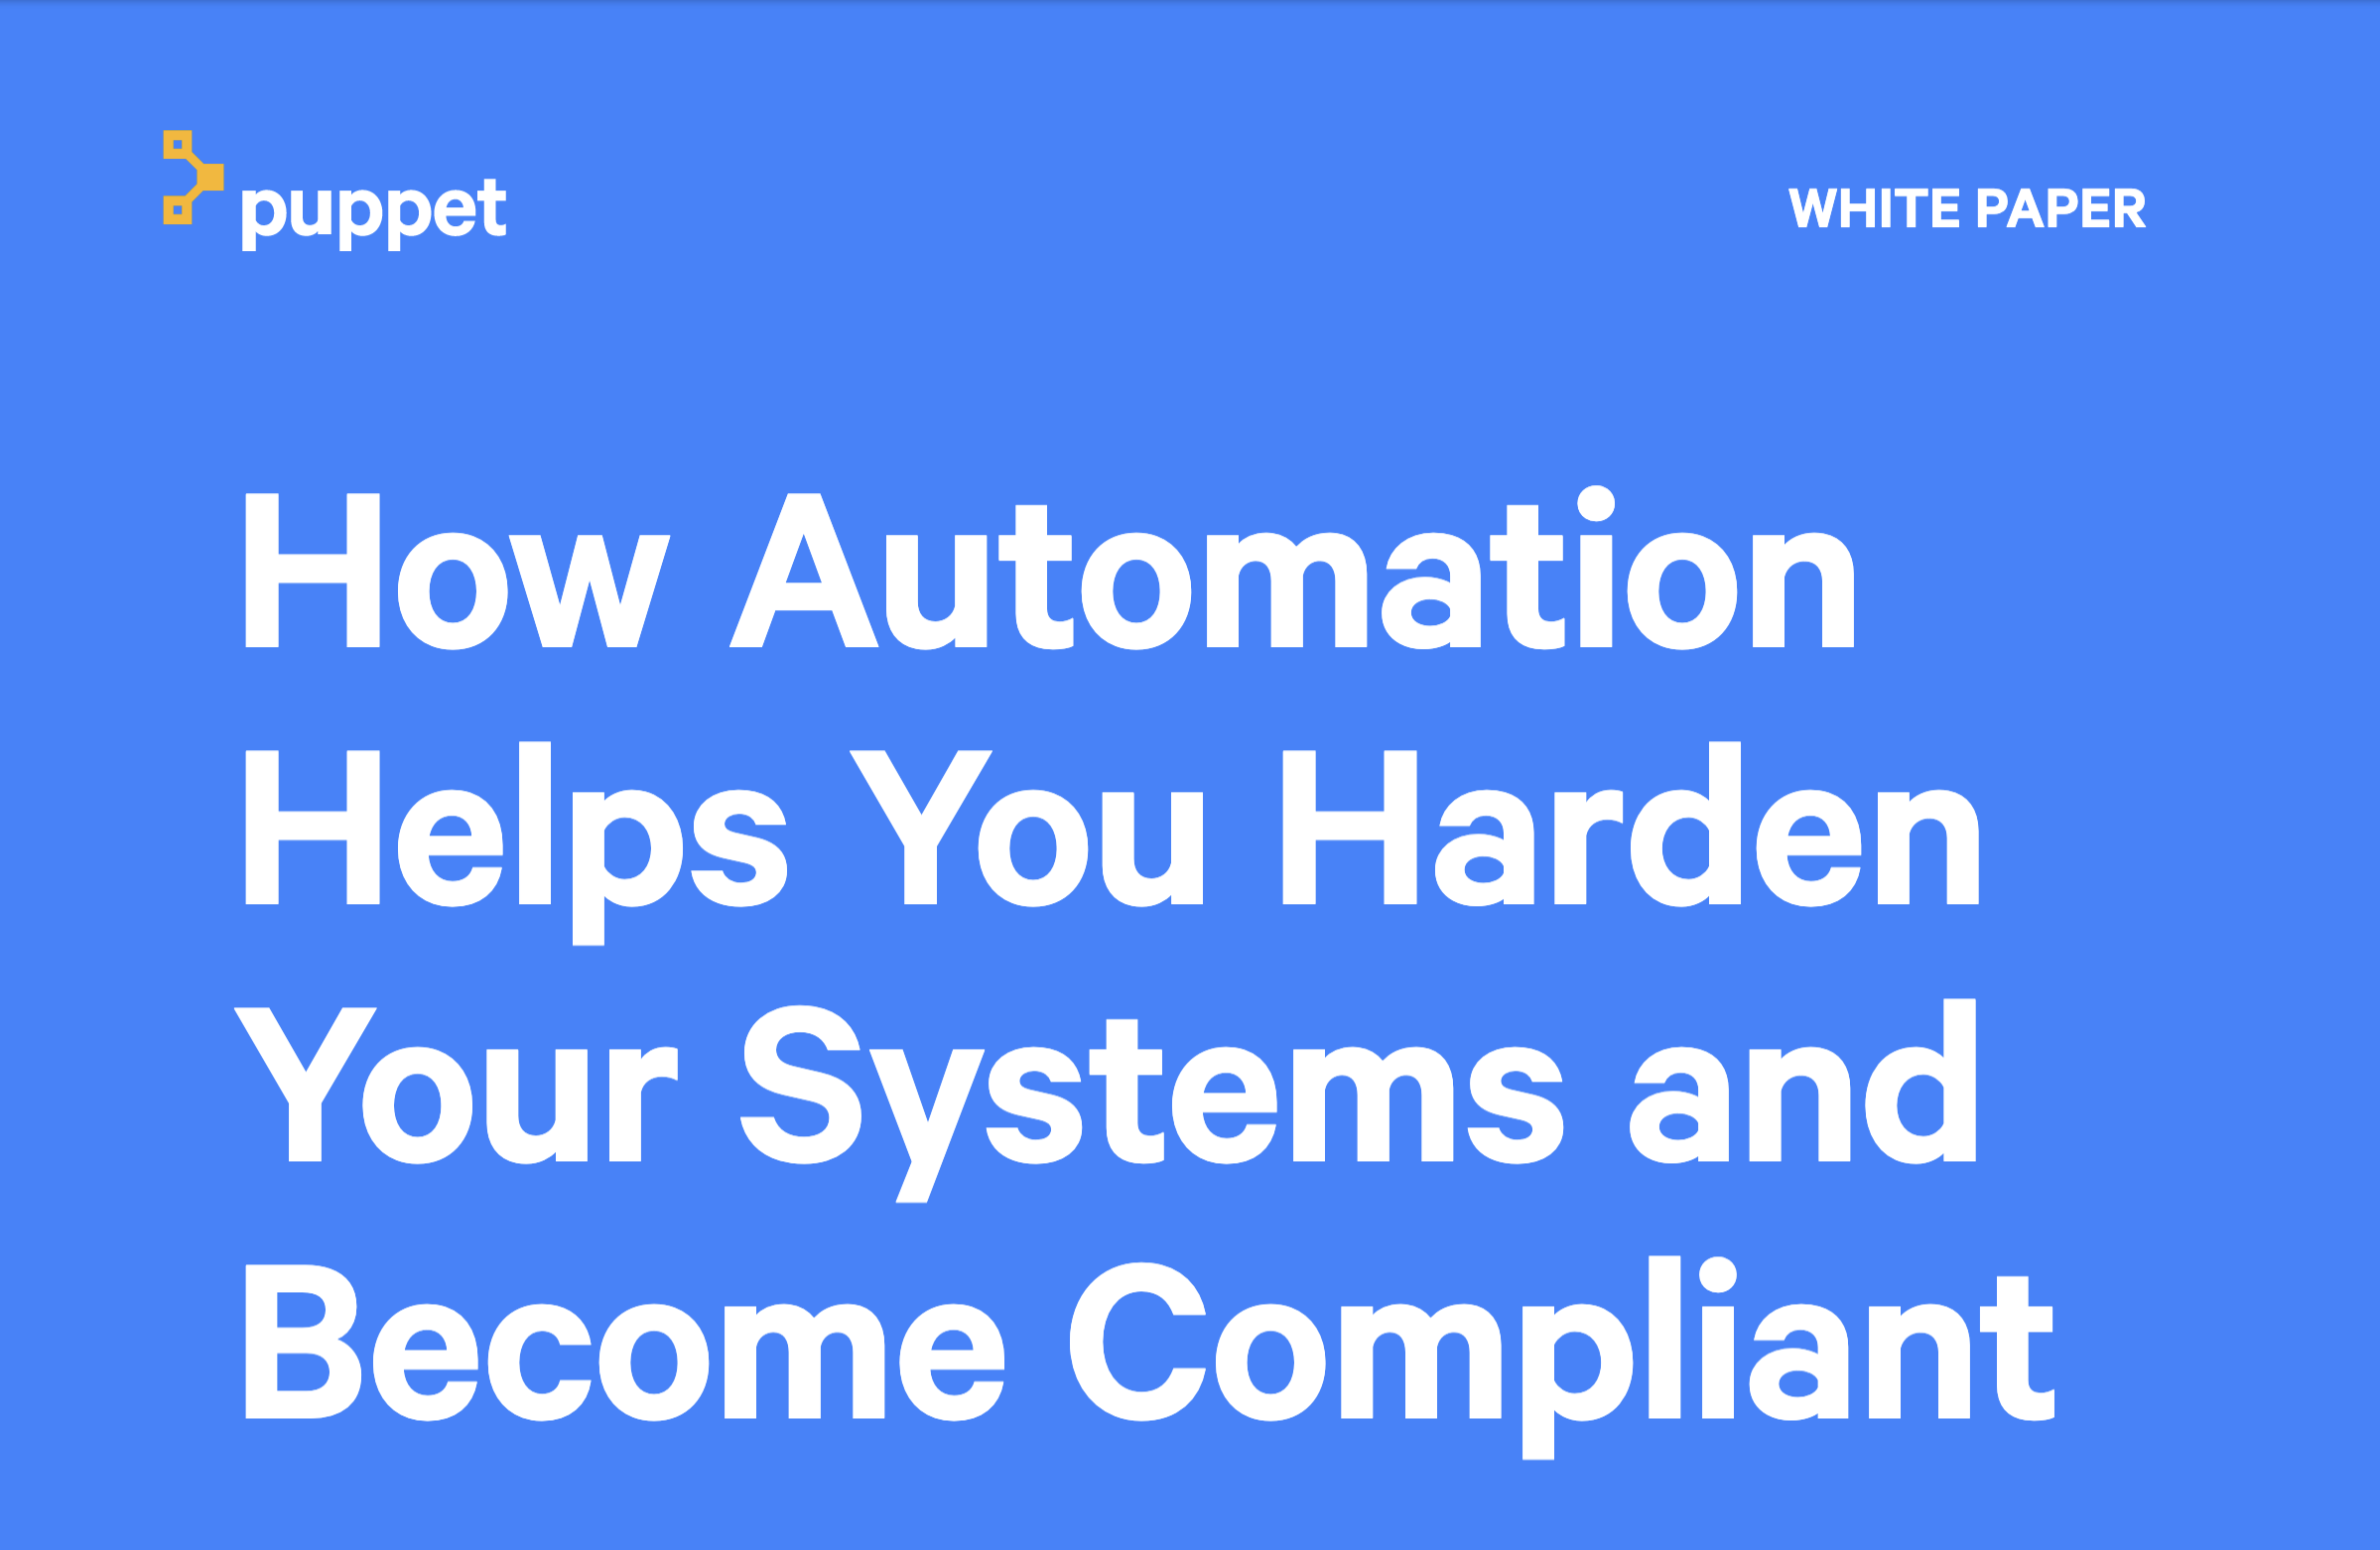 puppet
WHITE PAPER
How Automation
Helps You Harden
Your Systems and
Become Compliant